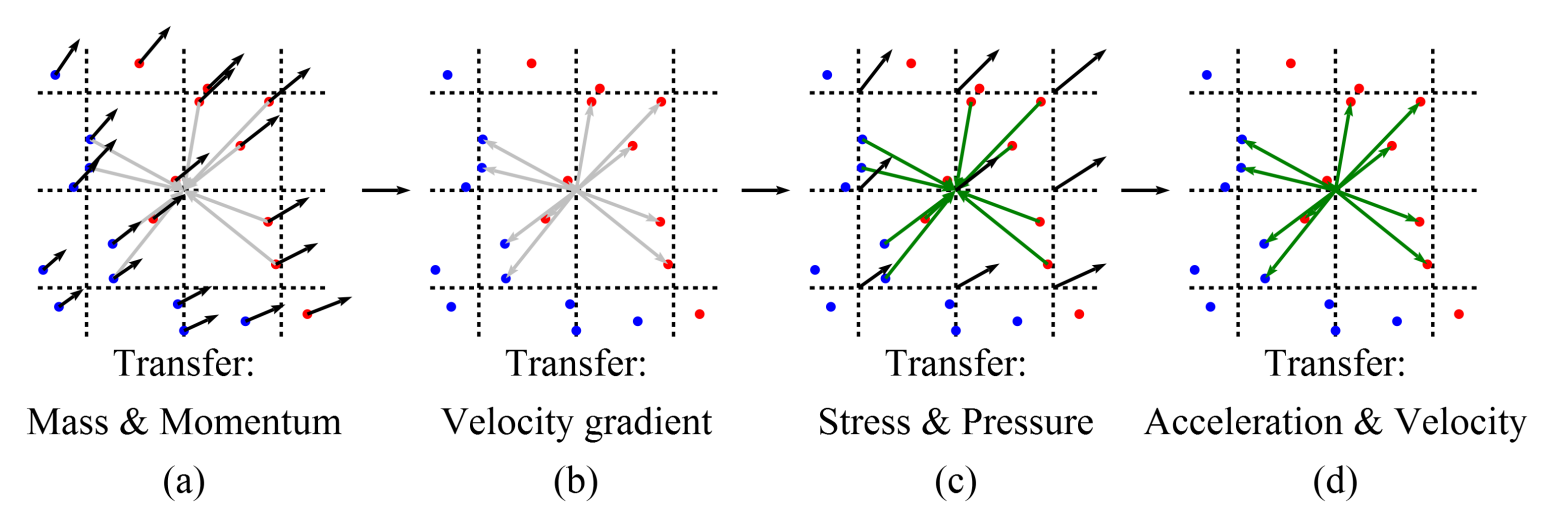 Transfer: Transfer: Transfer: Transfer:
Mass & Momentum Velocity gradient Stress & Pressure Acceleration & Velocity
(a) (b) (c) (d)